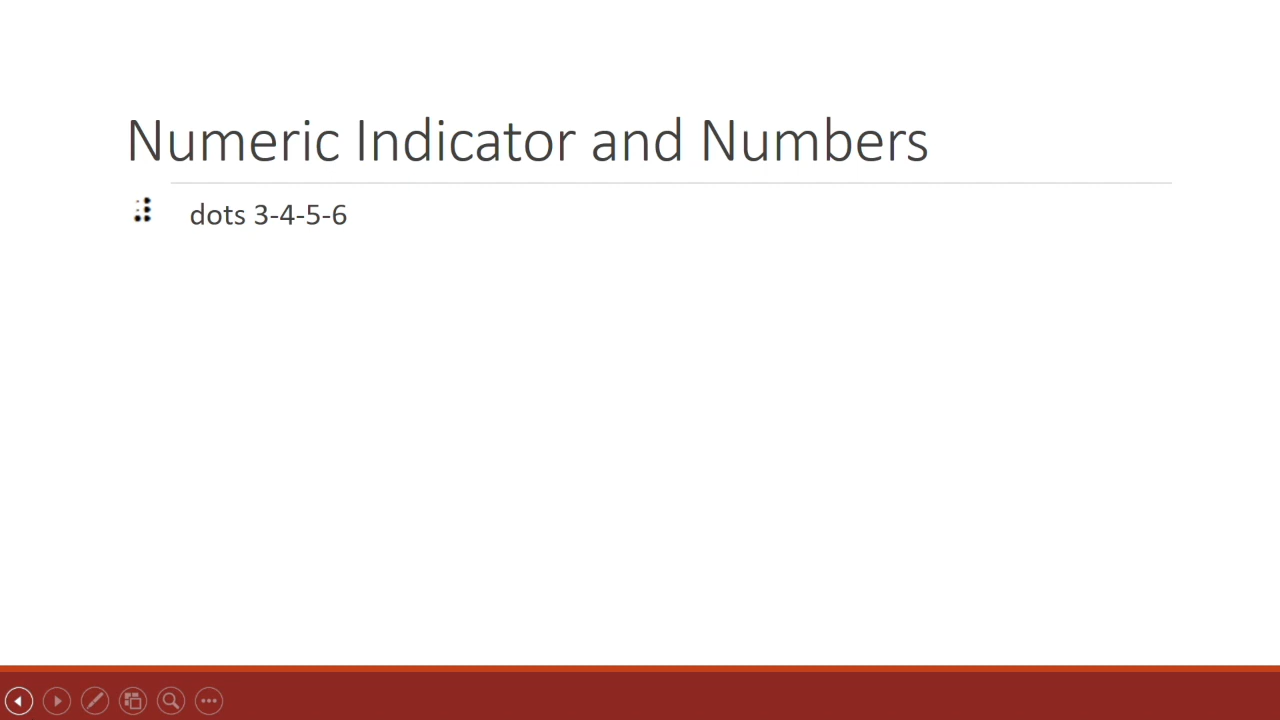 Numeric Indicator and Numbers
⠼ dots 3-4-5-6